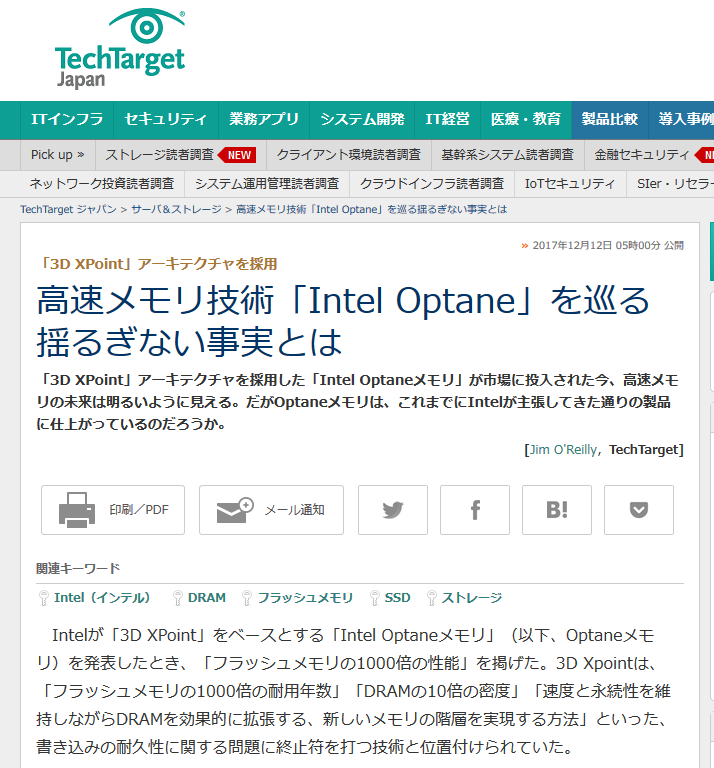 TechTarget
Japan
ITインフラ セキュリティ 業務アプリ システム開発 IT経営 医療・教育 製品比較 導入事例
Pick up » ストレージ読者調査 NEW クライアント環境読者調査 基幹系システム読者調査 金融セキュリティ
ネットワーク投資読者調査 システム運用管理読者調査 クラウドインフラ読者調査 IoTセキュリティ SIer・リセラー
TechTarget ジャパン > サーバ＆ストレージ > 高速メモリ技術「Intel Optane」を巡る揺るぎない事実とは
» 2017年12月12日 05時00分 公開
「3D XPoint」アーキテクチャを採用
高速メモリ技術「Intel Optane」を巡る
揺るぎない事実とは
「3D XPoint」アーキテクチャを採用した「Intel Optaneメモリ」が市場に投入された今、高速メモ
リの未来は明るいように見える。だがOptaneメモリは、これまでにIntelが主張してきた通りの製品
に仕上がっているのだろうか。
[Jim O'Reilly，TechTarget]
印刷／PDF メール通知 B!
関連キーワード
Intel（インテル） DRAM フラッシュメモリ SSD ストレージ
Intelが「3D XPoint」をベースとする「Intel Optaneメモリ」（以下、Optaneメモ
リ）を発表したとき、「フラッシュメモリの1000倍の性能」を掲げた。3D Xpointは、
「フラッシュメモリの1000倍の耐用年数」「DRAMの10倍の密度」「速度と永続性を維
持しながらDRAMを効果的に拡張する、新しいメモリの階層を実現する方法」といった、
書き込みの耐久性に関する問題に終止符を打つ技術と位置付けられていた。